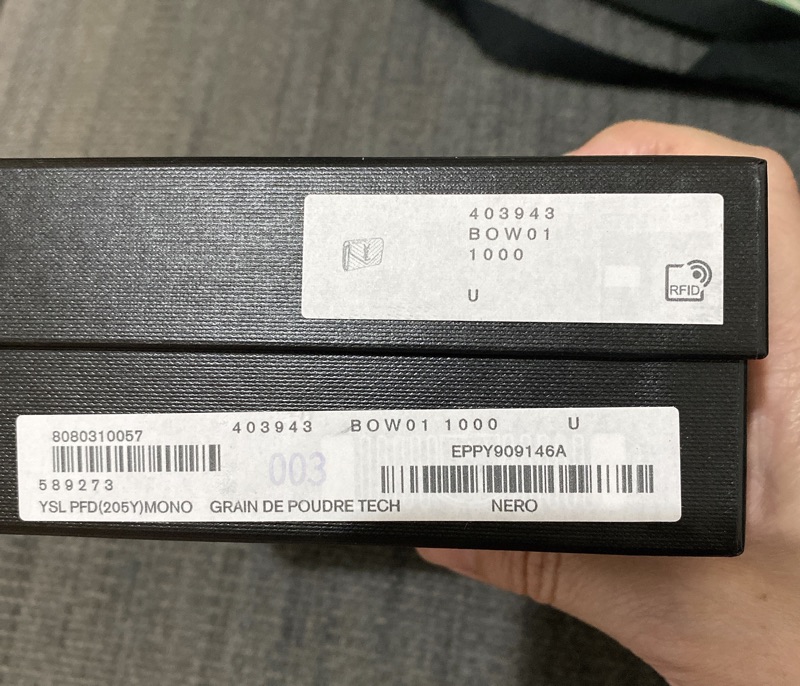 403943
BOW01
1000
U
RFID
403943 BOW01 1000 U
8080310057
EPPY909146A
003
589273
YSL PFD(205Y)MONO GRAIN DE POUDRE TECH NERO